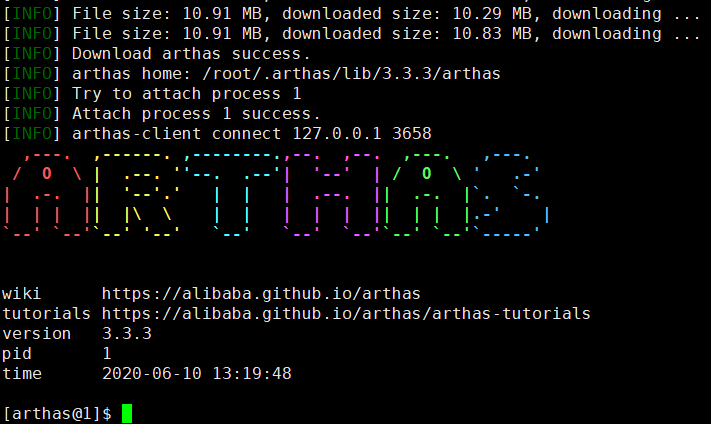 [INFO] File size: 10.91 MB, downloaded size: 10.29 MB, downloading ...
[INFO] File size: 10.91 MB, downloaded size: 10.83 MB, downloading ...
[INFO] Download arthas success.
[INFO] arthas home: /root/.arthas/lib/3.3.3/arthas
[INFO] Try to attach process 1
[INFO] Attach process 1 success.
[INFO] arthas-client connect 127.0.0.1 3658
ARTHAS
wiki https://alibaba.github.io/arthas
tutorials https://alibaba.github.io/arthas/arthas-tutorials
version 3.3.3
pid 1
time 2020-06-10 13:19:48
[arthas@1]$